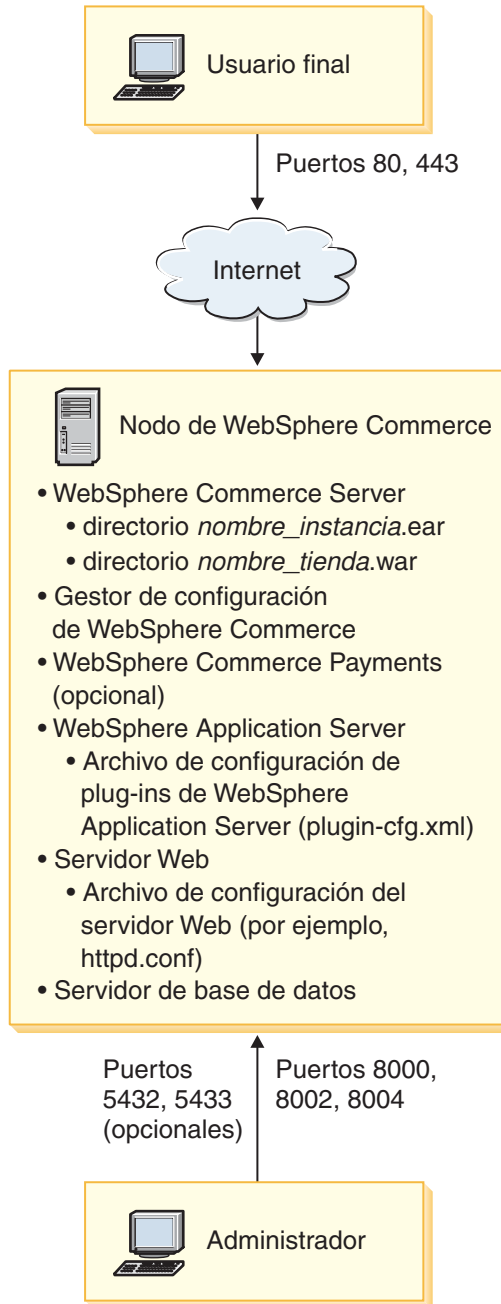 Usuario final
Puertos 80, 443
Internet
Nodo de WebSphere Commerce
• WebSphere Commerce Server
• directorio nombre_instancia.ear
• directorio nombre_tienda.war
• Gestor de configuración
de WebSphere Commerce
• WebSphere Commerce Payments
(opcional)
• WebSphere Application Server
• Archivo de configuración de
plug-ins de WebSphere
Application Server (plugin-cfg.xml)
• Servidor Web
• Archivo de configuración del
servidor Web (por ejemplo,
httpd.conf)
• Servidor de base de datos
Puertos
5432, 5433
(opcionales)
Puertos 8000,
8002, 8004
Administrador